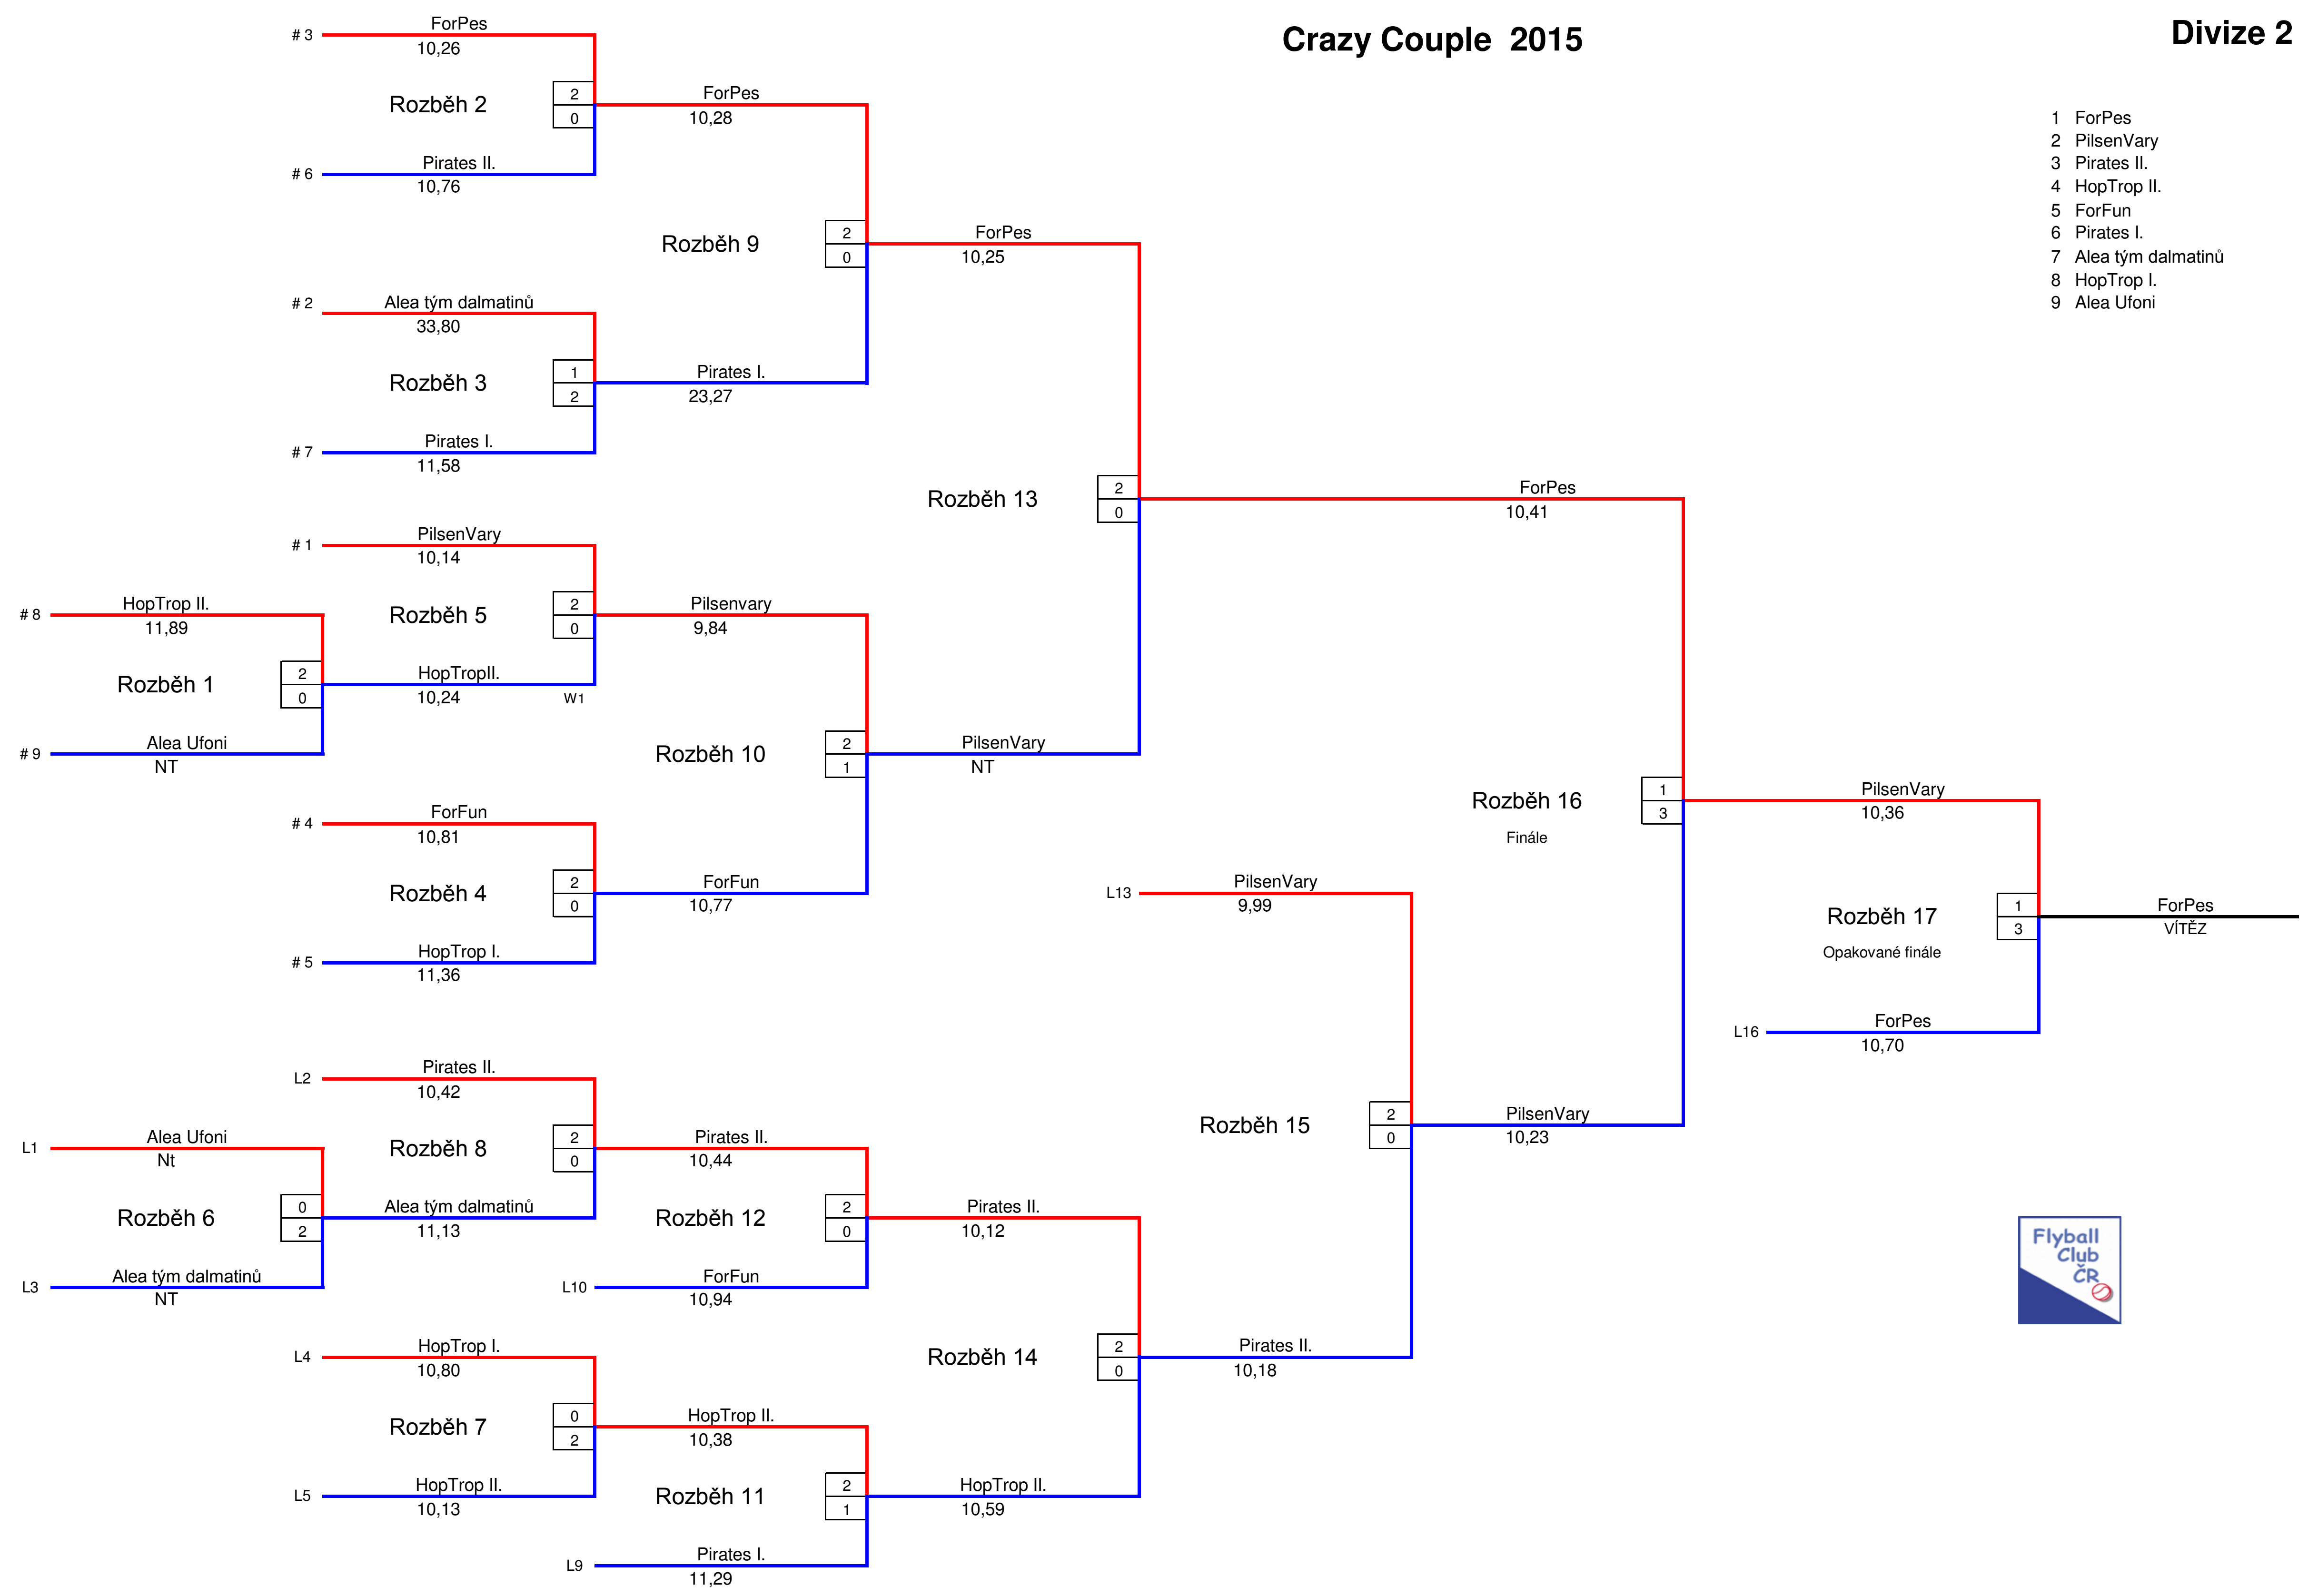 Crazy Couple 2015
Divize 2
1 ForPes
2 PilsenVary
3 Pirates II.
4 HopTrop II.
5 ForFun
6 Pirates I.
7 Alea tým dalmatinů
8 HopTrop I.
9 Alea Ufoni
# 3
ForPes
10,26
Rozběh 2
2
0
# 6
Pirates II.
10,76
ForPes
10,28
Rozběh 9
2
0
# 2
Alea tým dalmatinů
33,80
Rozběh 3
1
2
# 7
Pirates I.
11,58
Pirates I.
23,27
ForPes
10,25
Rozběh 13
2
0
# 1
PilsenVary
10,14
# 8
HopTrop II.
11,89
Rozběh 5
2
0
Rozběh 1
2
0
HopTropII.
10,24
W1
# 9
Alea Ufoni
NT
Pilsenvary
9,84
Rozběh 10
2
1
PilsenVary
NT
# 4
ForFun
10,81
Rozběh 4
2
0
# 5
HopTrop I.
11,36
ForFun
10,77
ForPes
10,41
Rozběh 16
Finále
1
3
PilsenVary
10,36
Rozběh 17
Opakované finále
1
3
ForPes
VÍTĚZ
L16
ForPes
10,70
L13
PilsenVary
9,99
Rozběh 15
2
0
PilsenVary
10,23
L2
Pirates II.
10,42
L1
Alea Ufoni
Nt
Rozběh 8
2
0
Rozběh 6
0
2
Alea tým dalmatinů
11,13
L3
Alea tým dalmatinů
NT
Pirates II.
10,44
Rozběh 12
2
0
L10
ForFun
10,94
Pirates II.
10,12
Rozběh 14
2
0
Pirates II.
10,18
L4
HopTrop I.
10,80
Rozběh 7
0
2
L5
HopTrop II.
10,13
HopTrop II.
10,38
Rozběh 11
2
1
HopTrop II.
10,59
L9
Pirates I.
11,29
Flyball
Club
ČR